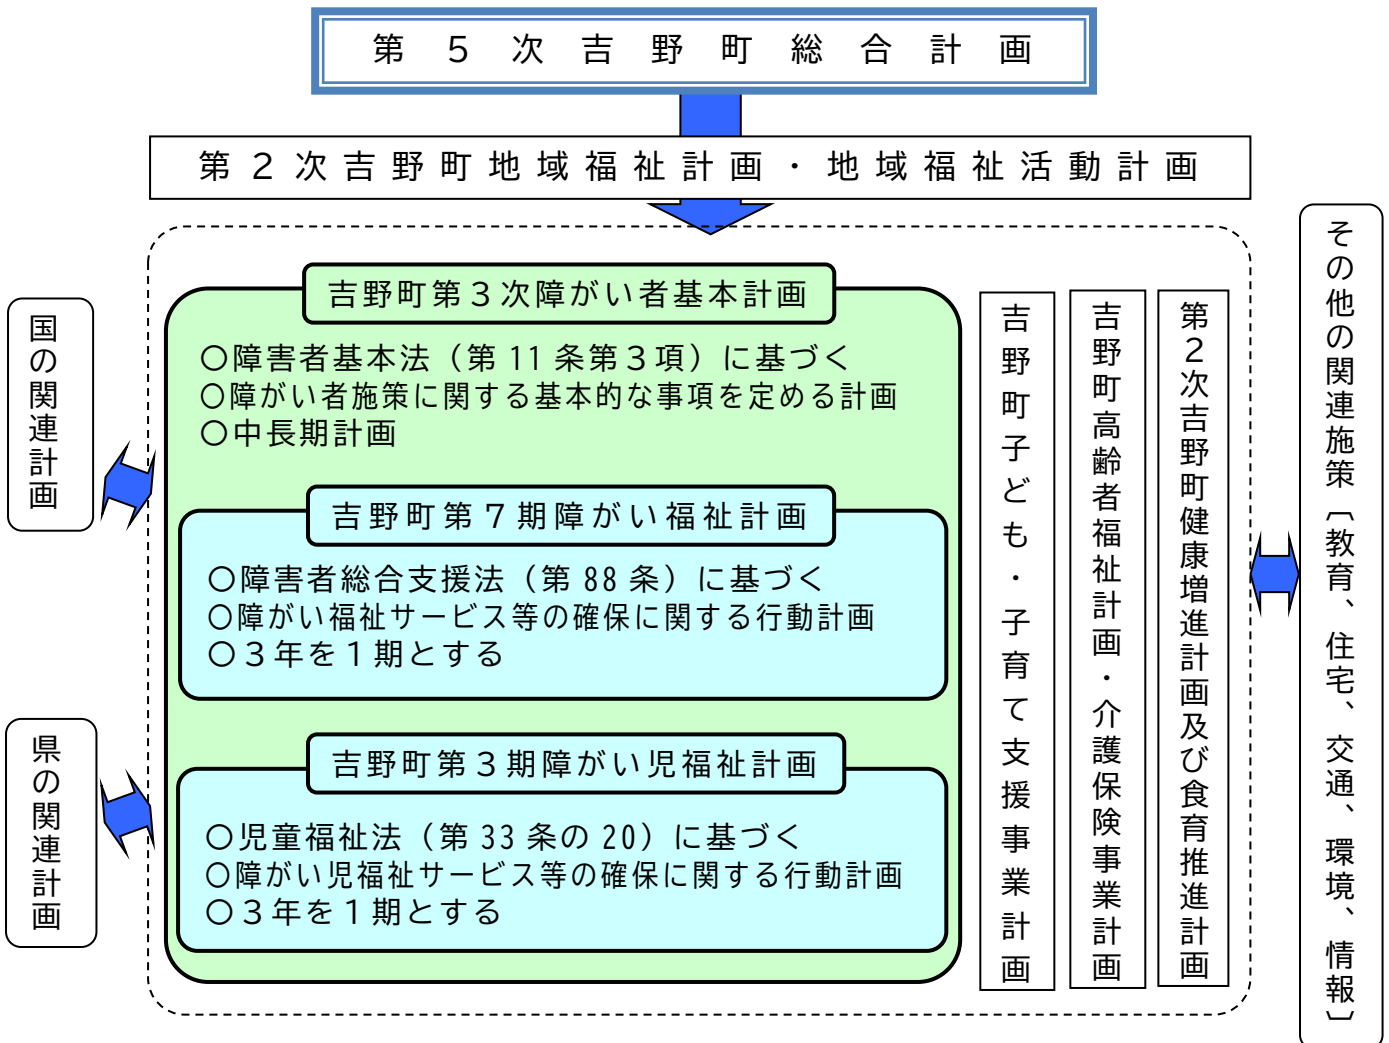 第５次吉野町総合計画
第２次吉野町地域福祉計画・地域福祉活動計画
国の関連計画
県の関連計画
吉野町第３次障がい者基本計画
○障害者基本法（第 11 条第３項）に基づく
○障がい者施策に関する基本的な事項を定める計画
○中長期計画
吉野町第７期障がい福祉計画
○障害者総合支援法（第 88 条）に基づく
○障がい福祉サービス等の確保に関する行動計画
○３年を１期とする
吉野町第３期障がい児福祉計画
○児童福祉法（第 33 条の 20）に基づく
○障がい児福祉サービス等の確保に関する行動計画
○３年を１期とする
吉野町子ども・子育て支援事業計画
吉野町高齢者福祉計画・介護保険事業計画
第２次吉野町健康増進計画及び食育推進計画
その他の関連施策〔教育、住宅、交通、環境、情報〕